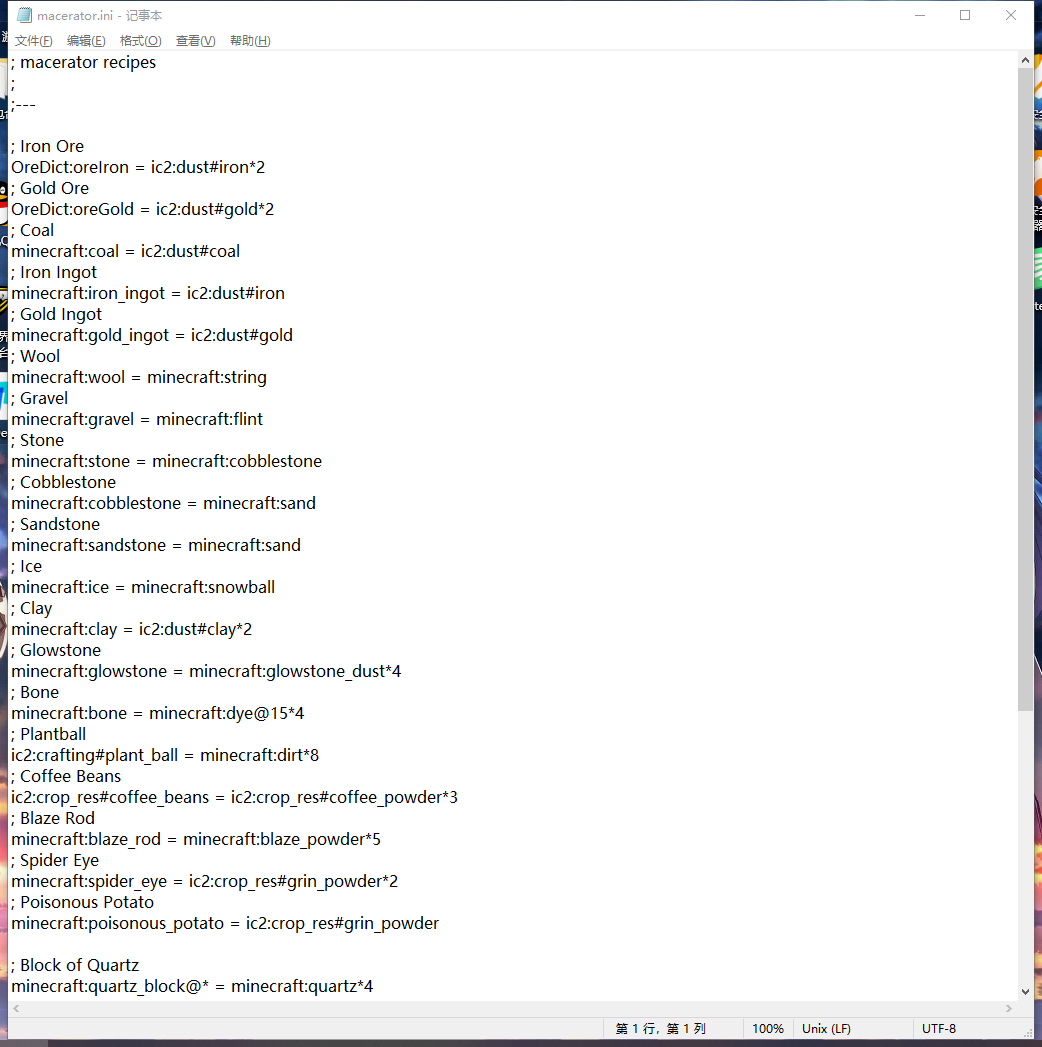 macerator.ini - 记事本
文件(F) 编辑(E) 格式(O) 查看(V) 帮助(H)
; macerator recipes
;
;---
; Iron Ore
OreDict:oreIron = ic2:dust#iron*2
; Gold Ore
OreDict:oreGold = ic2:dust#gold*2
; Coal
minecraft:coal = ic2:dust#coal
; Iron Ingot
minecraft:iron_ingot = ic2:dust#iron
; Gold Ingot
minecraft:gold_ingot = ic2:dust#gold
; Wool
minecraft:wool = minecraft:string
; Gravel
minecraft:gravel = minecraft:flint
; Stone
minecraft:stone = minecraft:cobblestone
; Cobblestone
minecraft:cobblestone = minecraft:sand
; Sandstone
minecraft:sandstone = minecraft:sand
; Ice
minecraft:ice = minecraft:snowball
; Clay
minecraft:clay = ic2:dust#clay*2
; Glowstone
minecraft:glowstone = minecraft:glowstone_dust*4
; Bone
minecraft:bone = minecraft:dye@15*4
; Plantball
ic2:crafting#plant_ball = minecraft:dirt*8
; Coffee Beans
ic2:crop_res#coffee_beans = ic2:crop_res#coffee_powder*3
; Blaze Rod
minecraft:blaze_rod = minecraft:blaze_powder*5
; Spider Eye
minecraft:spider_eye = ic2:crop_res#grin_powder*2
; Poisonous Potato
minecraft:poisonous_potato = ic2:crop_res#grin_powder
; Block of Quartz
minecraft:quartz_block@* = minecraft:quartz*4
第 1 行，第 1 列 100% Unix (LF) UTF-8